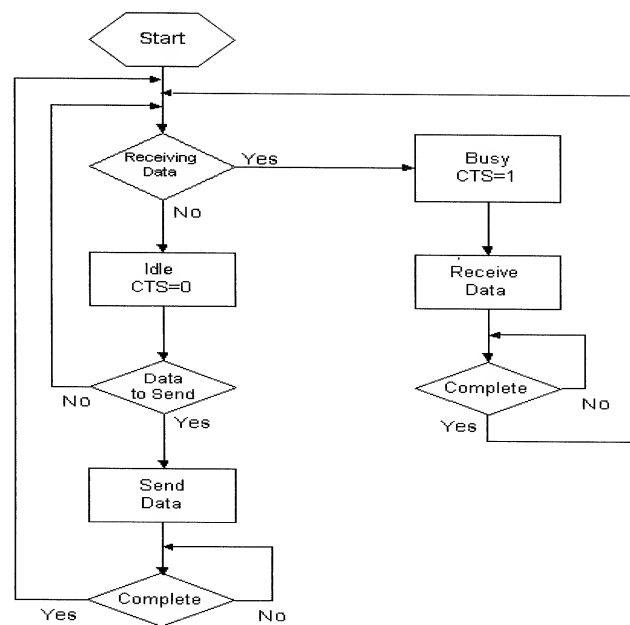 Start
Receiving
Data
Yes
No
Busy
CTS=1
Idle
CTS=0
Receive
Data
Data
to Send
No
Yes
Complete
No
Yes
Send
Data
Complete
Yes
No